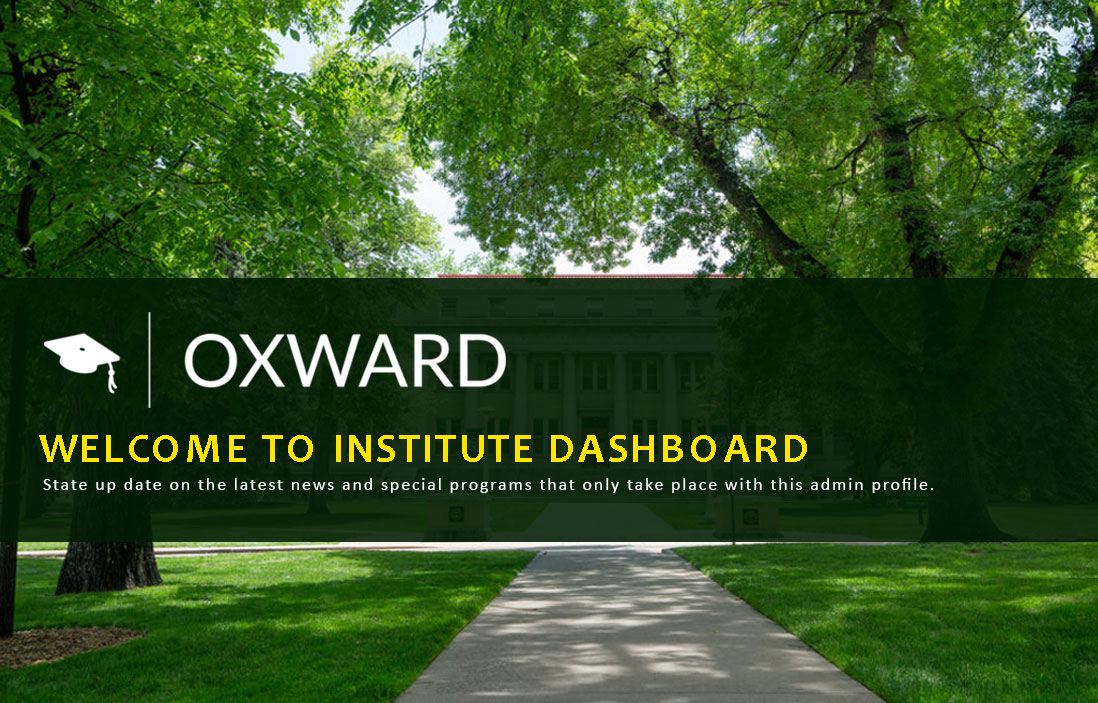 OXWARD
WELCOME TO INSTITUTE DASHBOARD
State up date on the latest news and special programs that only take place with this admin profile.